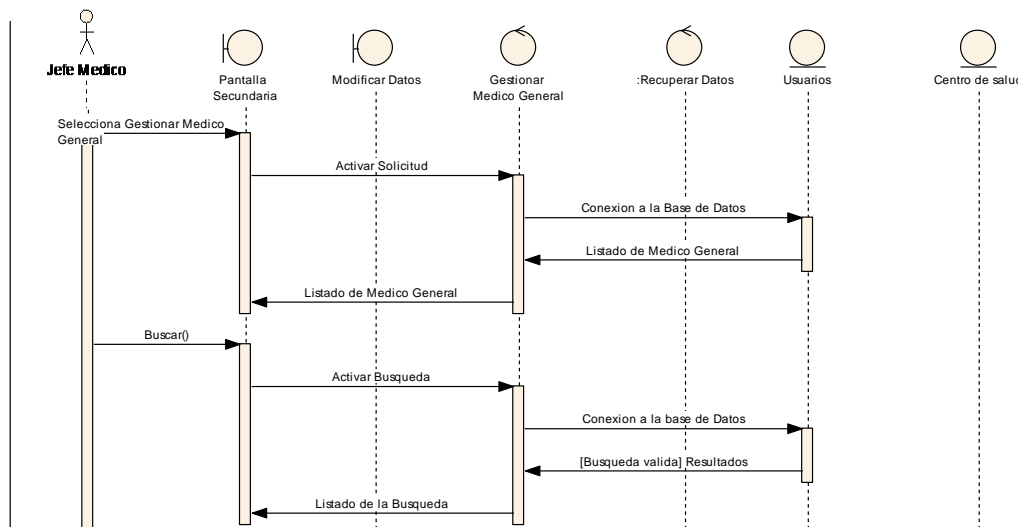 Jefe Medico
Pantalla
Secundaria
Modificar Datos
Gestionar
Medico General
:Recuperar Datos
Usuarios
Centro de salud
Selecciona Gestionar Medico
General
Activar Solicitud
Conexion a la Base de Datos
Listado de Medico General
Listado de Medico General
Buscar()
Activar Busqueda
Conexion a la base de Datos
[Busqueda valida] Resultados
Listado de la Busqueda